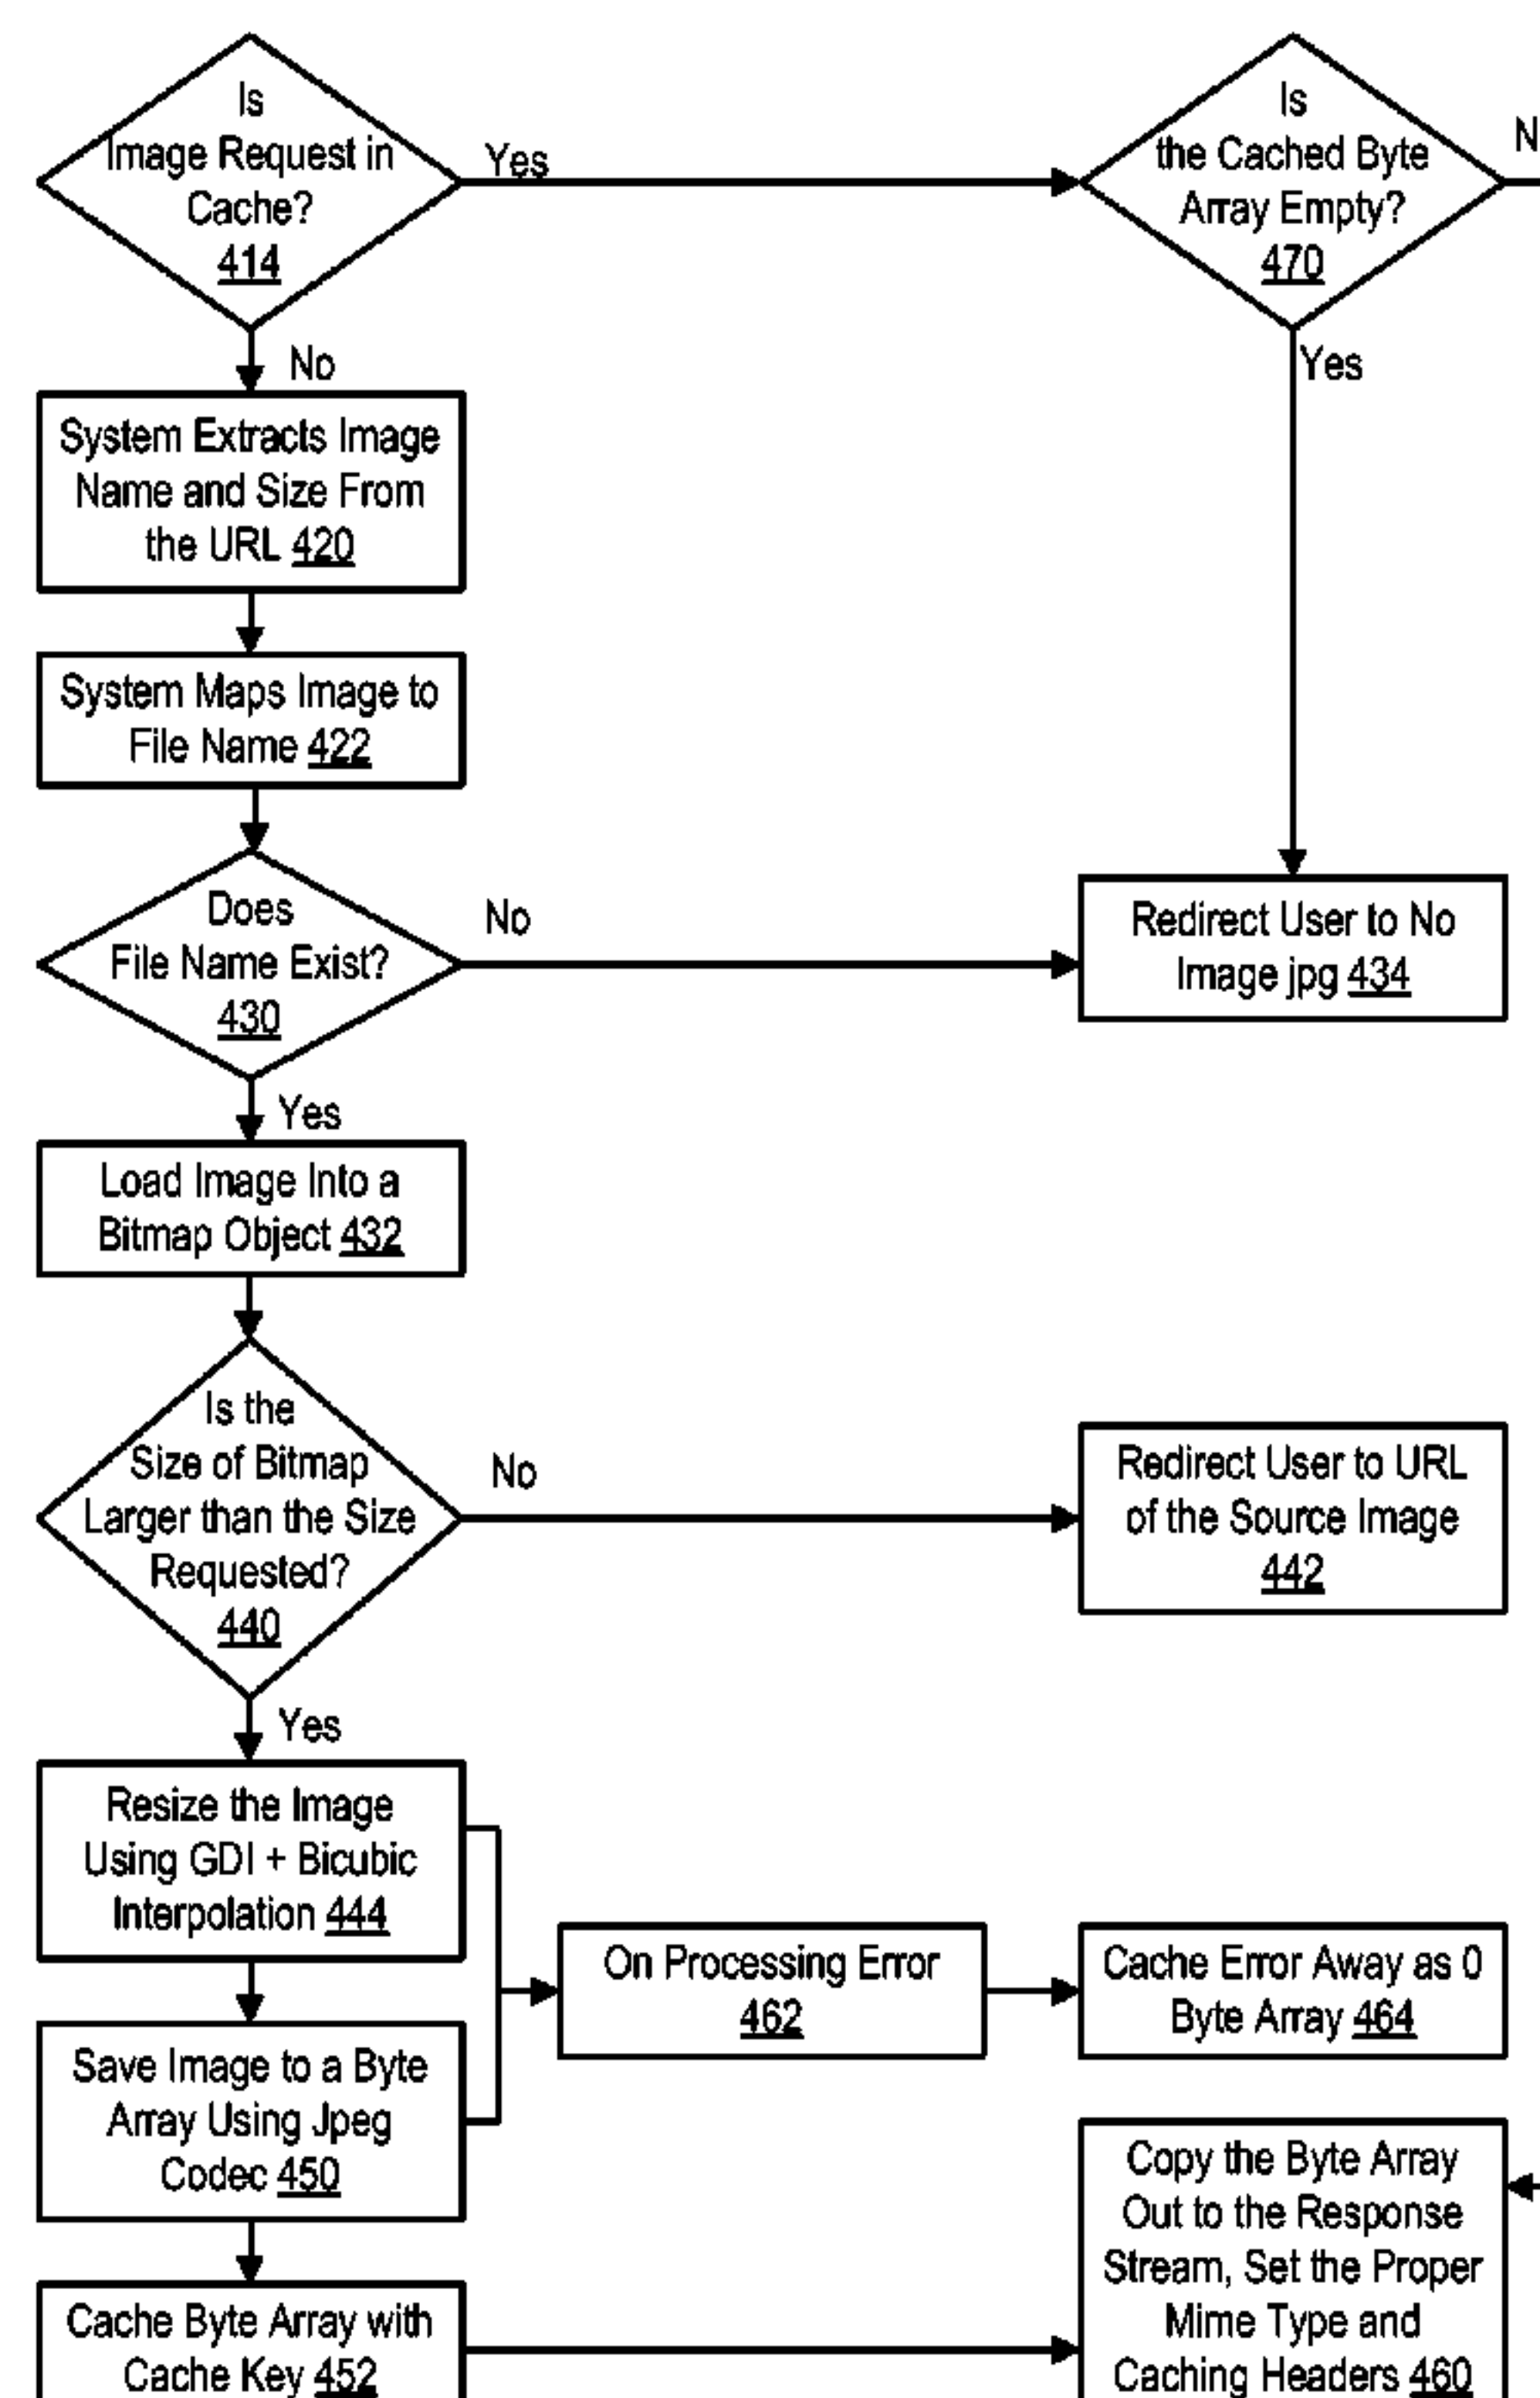 Is
Image Request in
Cache?
414
Yes
Is
the Cached Byte
Array Empty?
470
N
No
Yes
System Extracts Image
Name and Size From
the URL 420
System Maps Image to
File Name 422
Does
File Name Exist?
430
No
Redirect User to No
Image jpg 434
Yes
Load Image Into a
Bitmap Object 432
Is the
Size of Bitmap
Larger than the Size
Requested?
440
No
Redirect User to URL
of the Source Image
442
Yes
Resize the Image
Using GDI + Bicubic
Interpolation 444
On Processing Error
462
Cache Error Away as 0
Byte Array 464
Save Image to a Byte
Array Using Jpeg
Codec 450
Copy the Byte Array
Out to the Response
Stream, Set the Proper
Mime Type and
Caching Headers 460
Cache Byte Array with
Cache Key 452